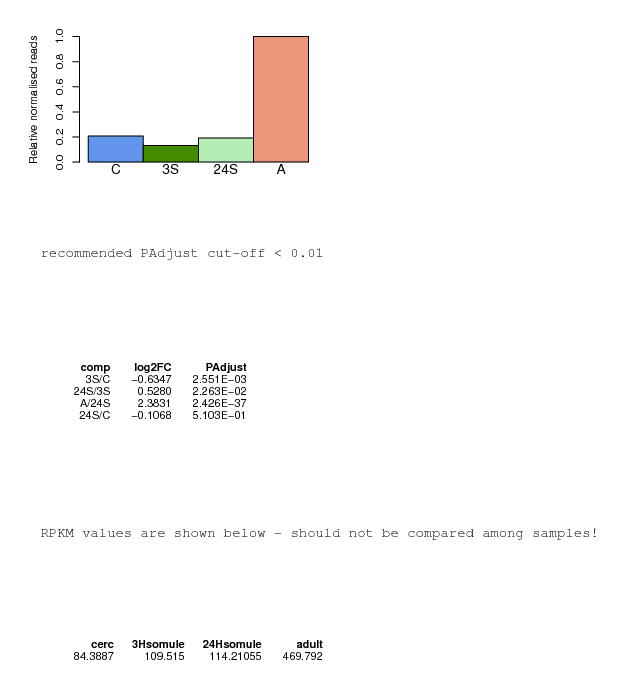 Relative normalised reads
1.0
0.8
0.6
0.4
0.2
0.0
C 3S 24S A
recommended PAdjust cut-off < 0.01
comp log2FC PAdjust
3S/C −0.6347 2.551E−03
24S/3S 0.5280 2.263E−02
A/24S 2.3831 2.426E−37
24S/C −0.1068 5.103E−01
RPKM values are shown below - should not be compared among samples!
cerc 3Hsomule 24Hsomule adult
84.3887 109.515 114.21055 469.792